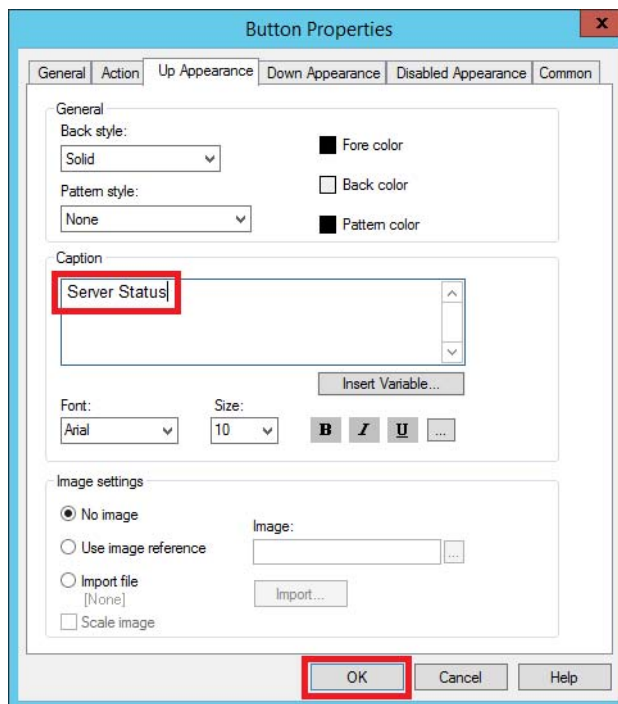 Button Properties
x
General Action Up Appearance Down Appearance Disabled Appearance Common
General
Back style:
Solid
Fore color
Back color
Pattern style:
None
Pattern color
Caption
Server Status
Insert Variable...
Font: Size:
Arial 10 B I U ...
Image settings
No image
Image:
Use image reference ...
Import file
[None]
Import...
Scale image
OK Cancel Help